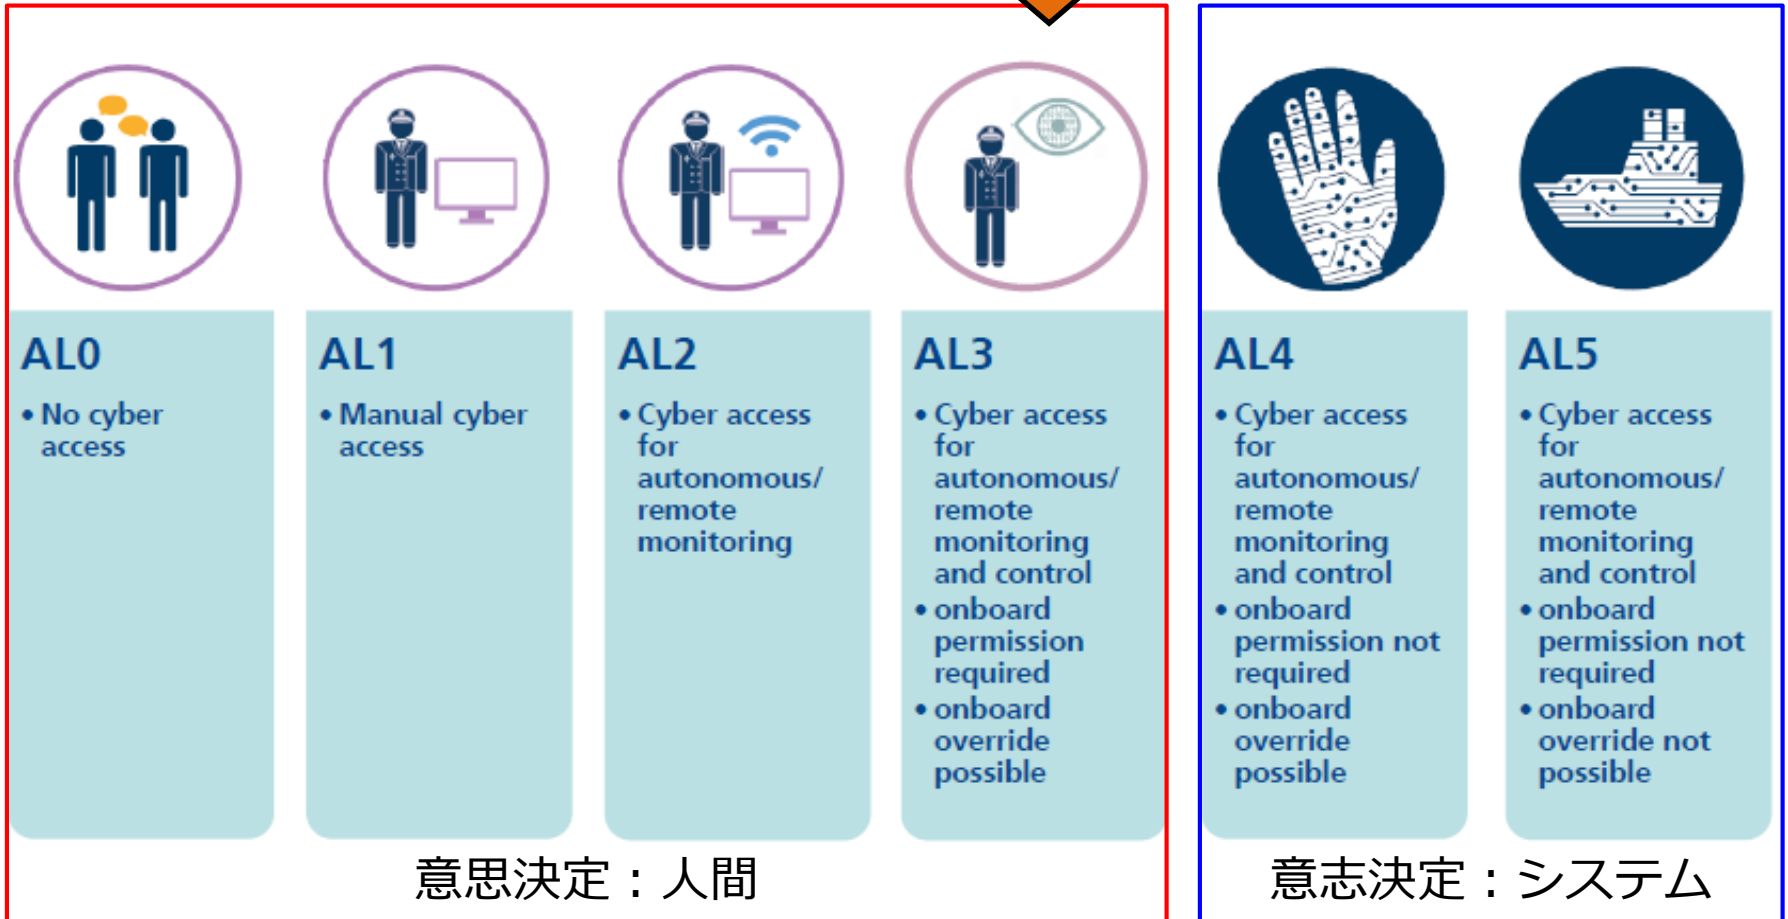 AL0
• No cyber
access
AL1
• Manual cyber
access
AL2
• Cyber access
for
autonomous/
remote
monitoring
AL3
• Cyber access
for
autonomous/
remote
monitoring
and control
• onboard
permission
required
• onboard
override
possible
AL4
• Cyber access
for
autonomous/
remote
monitoring
and control
• onboard
permission not
required
• onboard
override
possible
AL5
• Cyber access
for
autonomous/
remote
monitoring
and control
• onboard
permission not
required
• onboard
override not
possible
意思決定：人間
意志決定：システム